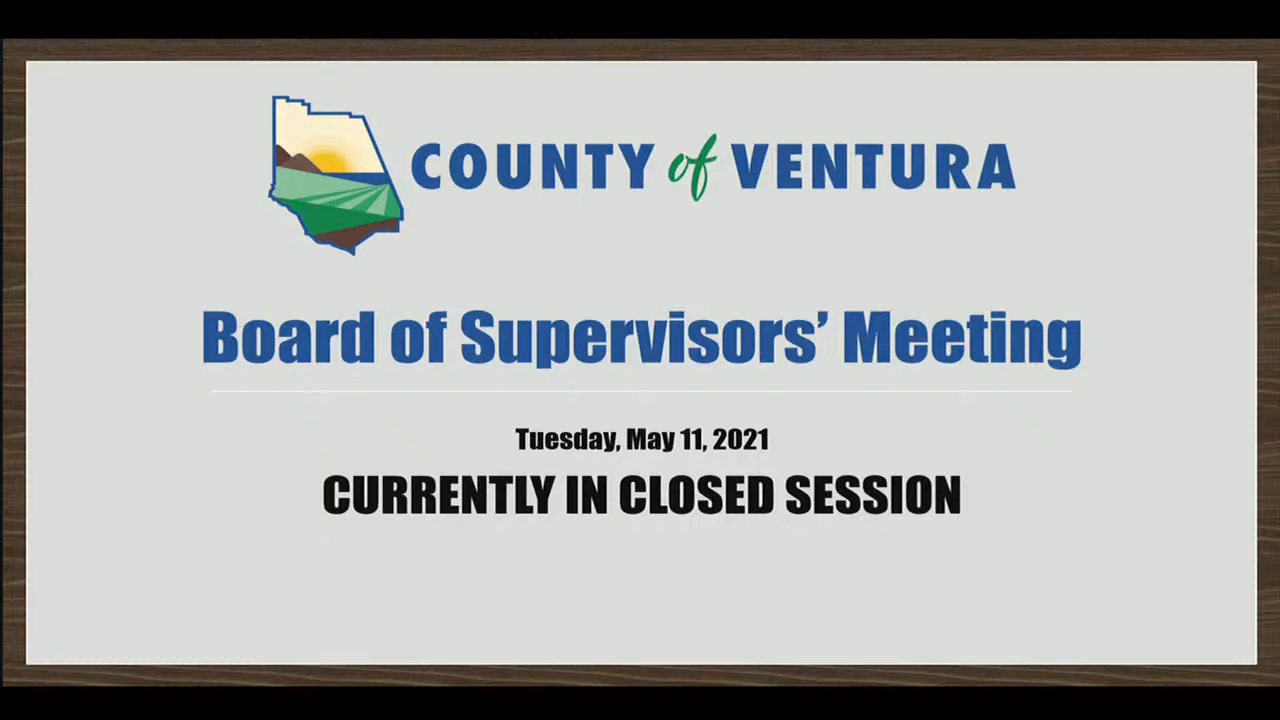 COUNTY of VENTURA
Board of Supervisors’ Meeting
Tuesday, May 11, 2021
CURRENTLY IN CLOSED SESSION